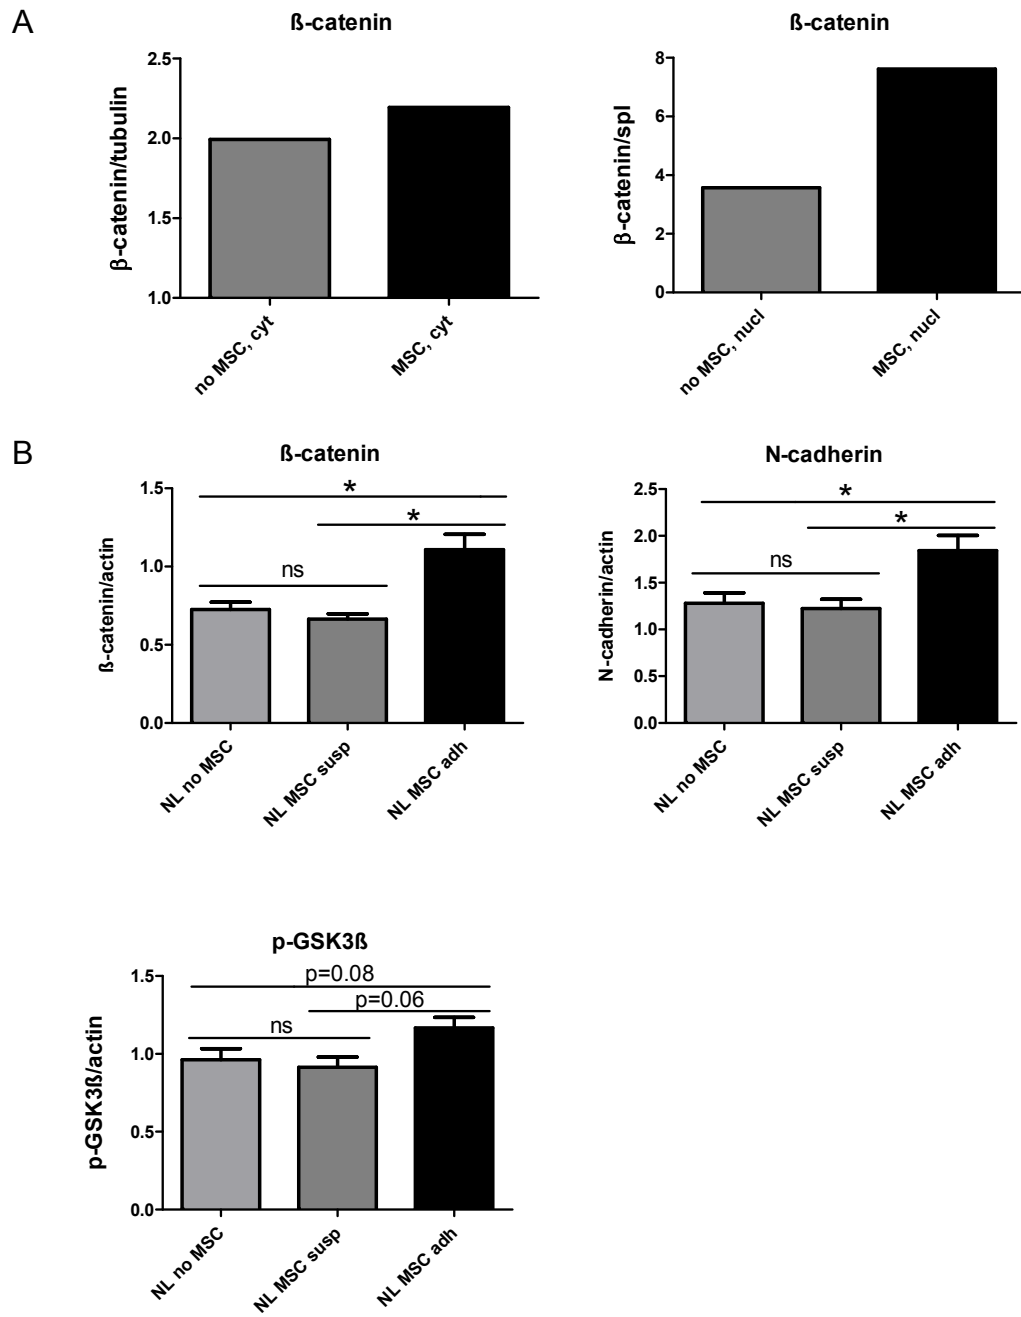 A
ß-catenin
β-catenin/tubulin
2.5
2.0
1.5
1.0
no MSC, cyt
MSC, cyt
ß-catenin
β-catenin/spl
8
6
4
2
0
no MSC, nucl
MSC, nucl
B
ß-catenin
ß-catenin/actin
1.5
1.0
0.5
0.0
*
*
ns
NL no MSC
NL MSC susp
NL MSC adh
N-cadherin
N-cadherin/actin
2.5
2.0
1.5
1.0
0.5
0.0
*
*
ns
NL no MSC
NL MSC susp
NL MSC adh
p-GSK3ß
p-GSK3ß/actin
1.5
1.0
0.5
0.0
p=0.08
p=0.06
ns
NL no MSC
NL MSC susp
NL MSC adh